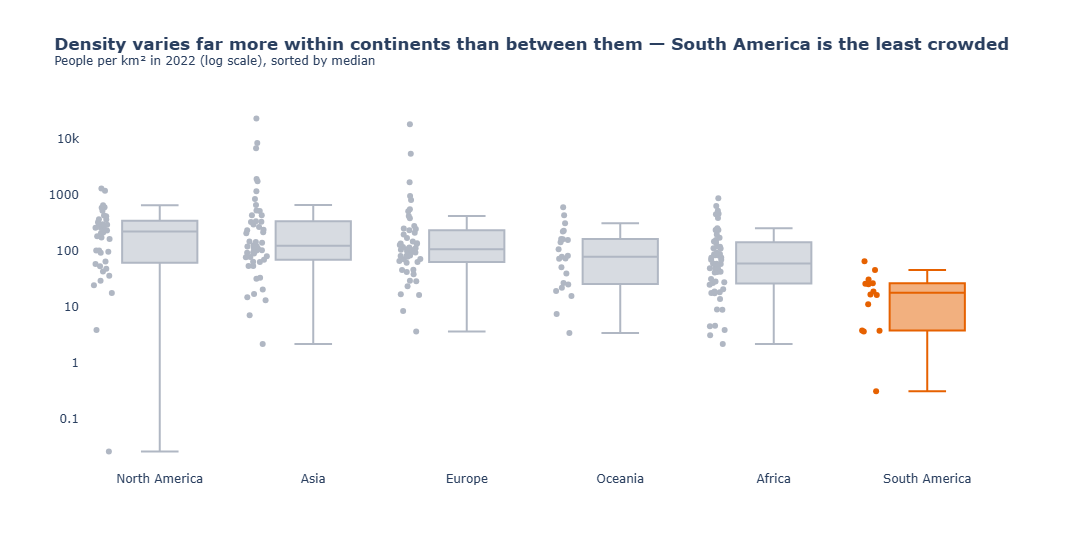 Density varies far more within continents than between them — South America is the least crowded
People per km² in 2022 (log scale), sorted by median
10k
1000
100
10
1
0.1
North America
Asia
Europe
Oceania
Africa
South America